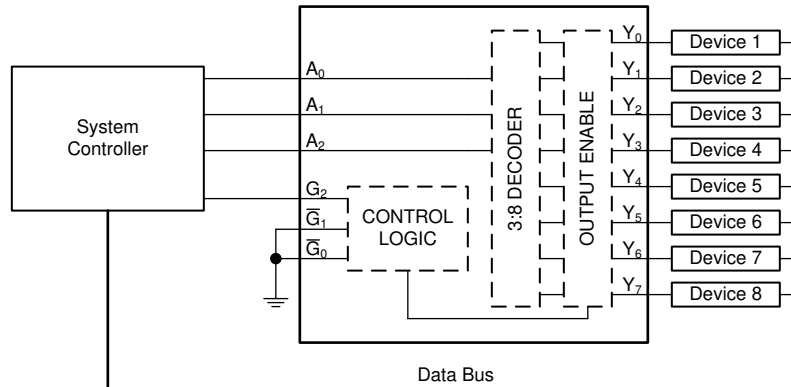 System
Controller
A0
A1
A2
G2
G̅1
G̅0
CONTROL
LOGIC
3:8 DECODER
OUTPUT ENABLE
Y0
Y1
Y2
Y3
Y4
Y5
Y6
Y7
Device 1
Device 2
Device 3
Device 4
Device 5
Device 6
Device 7
Device 8
Data Bus